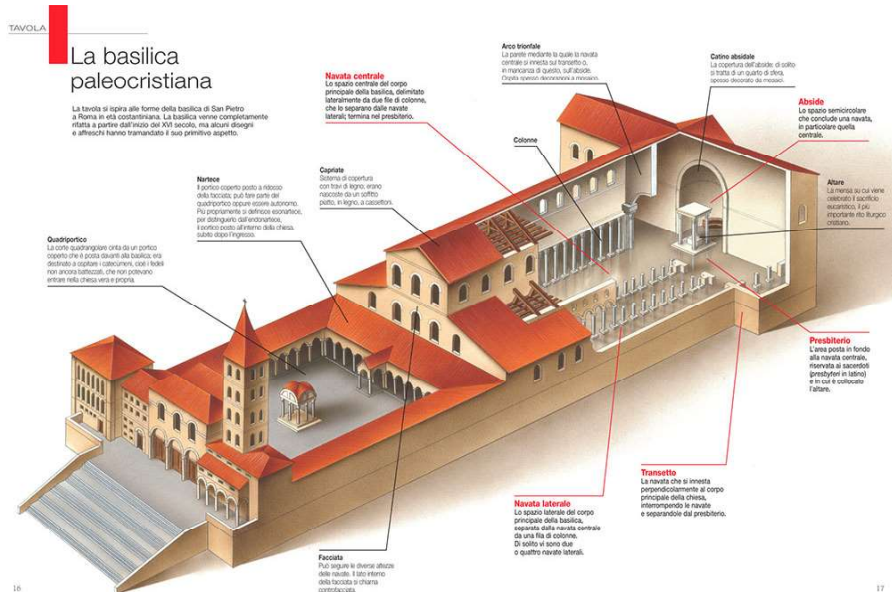 TAVOLA
La basilica
paleocristiana
La tavola si ispira alle forme della basilica di San Pietro
a Roma in età costantiniana. La basilica venne completamente
rifatta a partire dall'inizio del XVI secolo, ma alcuni disegni
e affreschi hanno tramandato il suo primitivo aspetto.
Quadriportico
La corte quadrangolare cinta da un portico
coperto che è posta davanti alla basilica; era
destinato a ospitare i catecumeni, cioè i fedeli
non ancora battezzati, che non potevano
entrare nella chiesa vera e propria.
Nartece
Il portico coperto posto a ridosso
della facciata; può fare parte del
quadriportico oppure essere autonomo.
Più propriamente si definisce esonartece,
per distinguerlo dall'endonartece,
il portico posto all'interno della chiesa,
subito dopo l'ingresso.
Navata centrale
Lo spazio centrale del corpo
principale della basilica, delimitato
lateralmente da due file di colonne,
che lo separano dalle navate
laterali; termina nel presbiterio.
Capriate
Sistema di copertura
con travi di legno, erano
nascoste da un soffitto
piatto, in legno, a cassettoni.
Arco trionfale
La parete mediante la quale la navata
centrale si innesta sul transetto o,
in mancanza di questo, sull'abside.
Ospita spesso decorazioni a mosaico.
Colonne
Catino absidale
La copertura dell'abside; di solito
si tratta di un quarto di sfera,
spesso decorato da mosaici.
Abside
Lo spazio semicircolare
che conclude una navata,
in particolare quella
centrale.
Altare
La mensa su cui viene
celebrato il sacrificio
eucaristico, il più
importante rito liturgico
cristiano.
Presbiterio
L'area posta in fondo
alla navata centrale,
riservata ai sacerdoti
(presbyteri in latino)
e in cui è collocato
l'altare.
Transetto
La navata che si innesta
perpendicolarmente al corpo
principale della chiesa,
interrompendo le navate
e separandole dal presbiterio.
Navata laterale
Lo spazio laterale del corpo
principale della basilica,
separata dalla navata centrale
da una fila di colonne.
Di solito vi sono due
o quattro navate laterali.
Facciata
Può seguire le diverse altezze
delle navate. Il lato interno
della facciata si chiama
controfacciata.
16
17